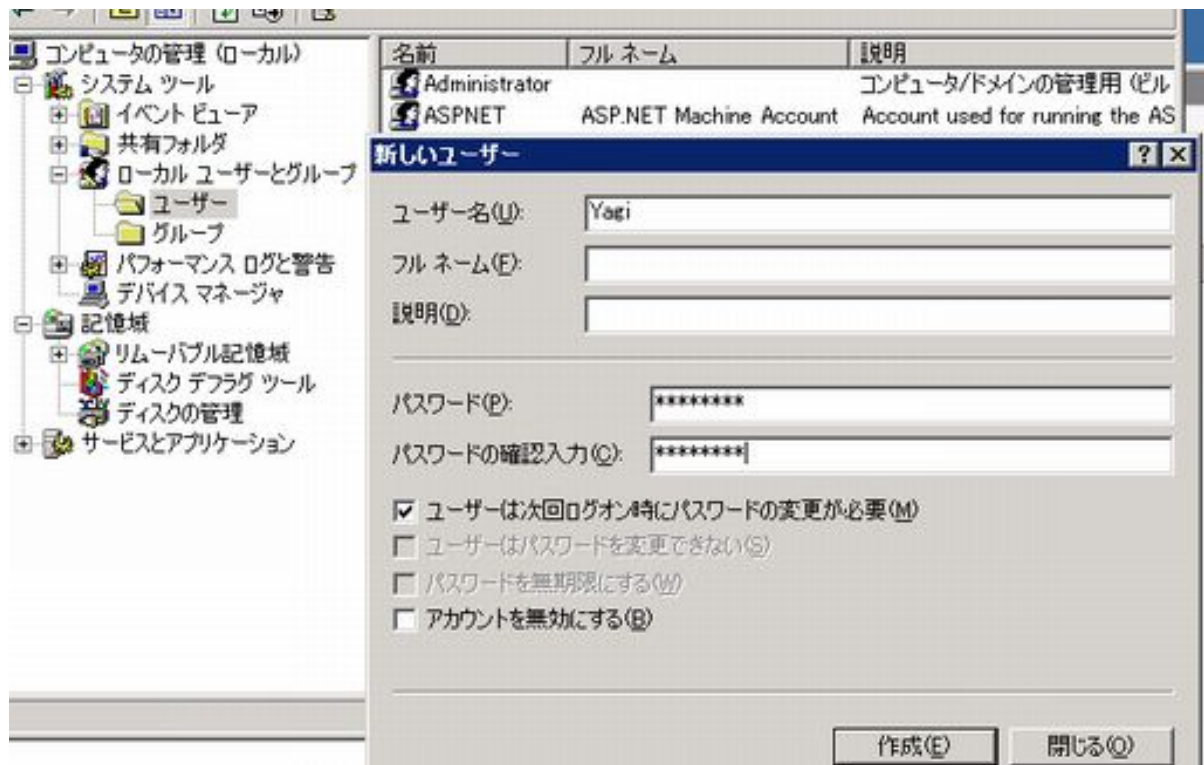 コンピュータの管理 (ローカル)
システム ツール
イベント ビューア
共有フォルダ
ローカル ユーザーとグループ
ユーザー
グループ
パフォーマンス ログと警告
デバイス マネージャ
記憶域
リムーバブル記憶域
ディスク デフラグ ツール
ディスクの管理
サービスとアプリケーション
名前 フル ネーム 説明
Administrator コンピュータ/ドメインの管理用 (ビル
ASPNET ASP.NET Machine Account Account used for running the AS
新しいユーザー
ユーザー名(U): Yagi
フル ネーム(F):
説明(D):
パスワード(P): ********
パスワードの確認入力(C): ********
ユーザーは次回ログオン時にパスワードの変更が必要(M)
ユーザーはパスワードを変更できない(S)
パスワードを無期限にする(W)
アカウントを無効にする(B)
作成(E) 閉じる(O)